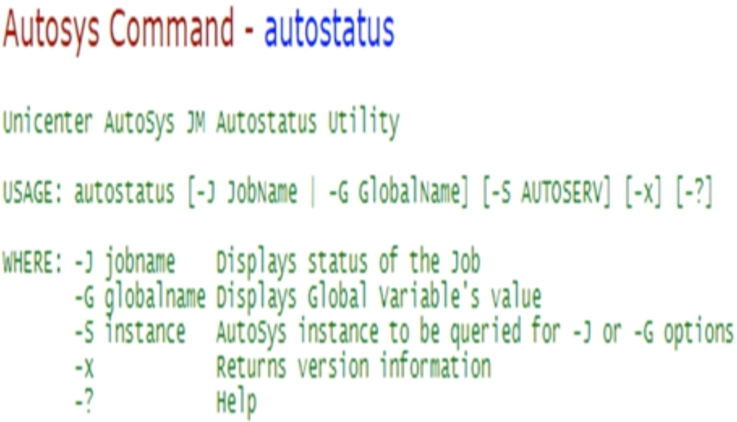 Autosys Command - autostatus
Unicenter AutoSys JM Autostatus Utility
USAGE: autostatus [-J JobName | -G GlobalName] [-S AUTOSERV] [-x] [-?]
WHERE: -J jobname Displays status of the Job
-G globalname Displays Global Variable's value
-S instance AutoSys instance to be queried for -J or -G options
-x Returns version information
-? Help